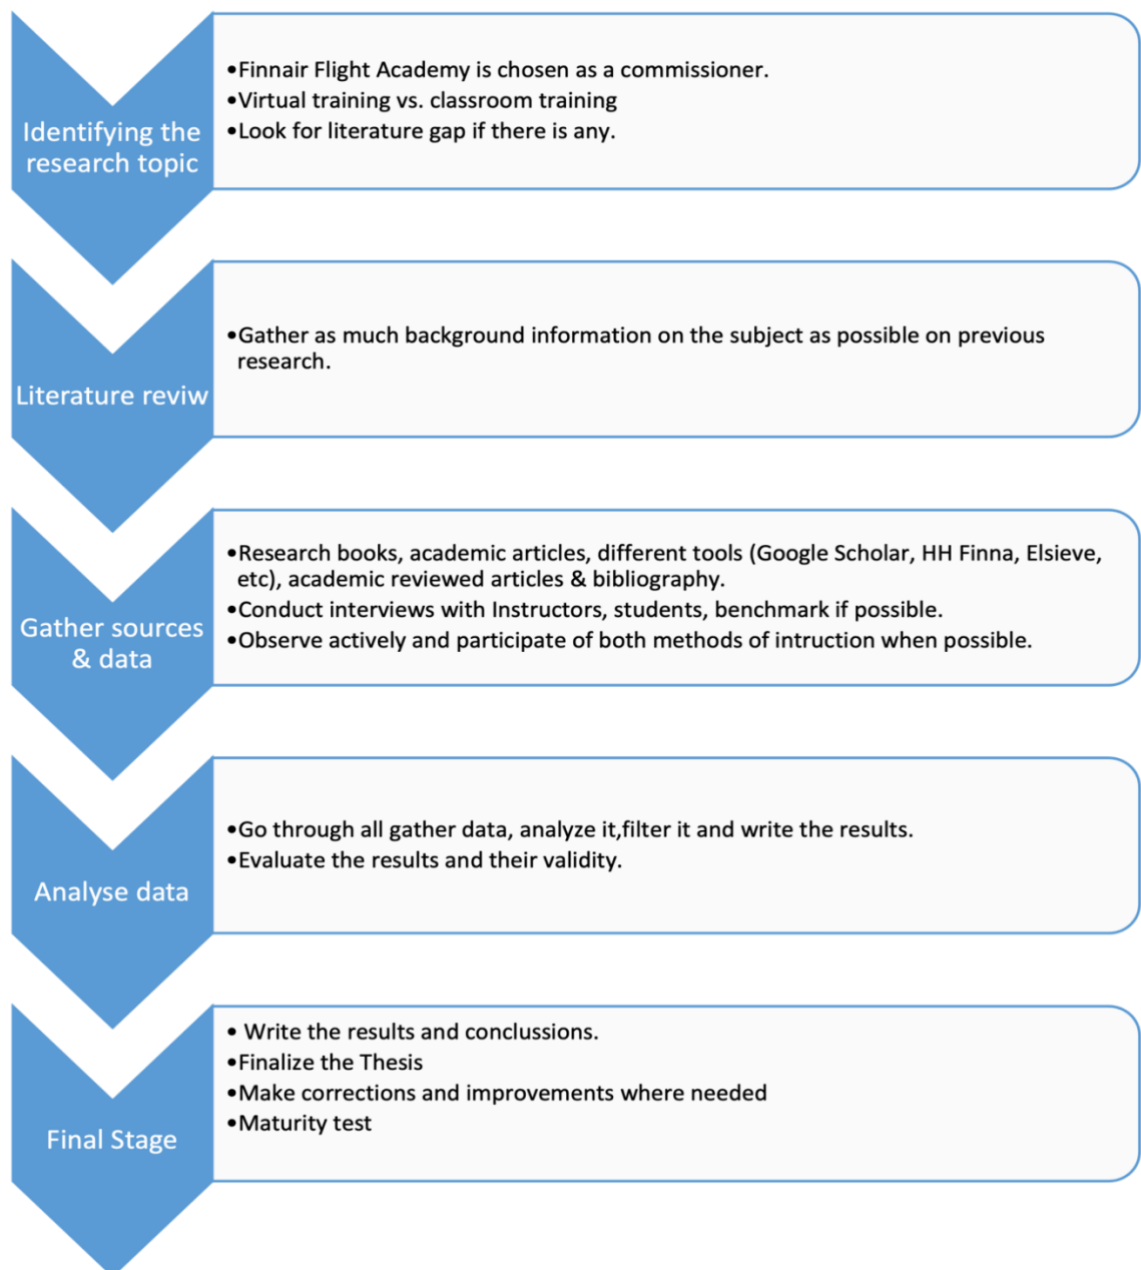 Identifying the
research topic
•Finnair Flight Academy is chosen as a commissioner.
•Virtual training vs. classroom training
•Look for literature gap if there is any.
Literature reviw
•Gather as much background information on the subject as possible on previous
research.
Gather sources
& data
•Research books, academic articles, different tools (Google Scholar, HH Finna, Elsieve,
etc), academic reviewed articles & bibliography.
•Conduct interviews with Instructors, students, benchmark if possible.
•Observe actively and participate of both methods of intruction when possible.
Analyse data
•Go through all gather data, analyze it,filter it and write the results.
•Evaluate the results and their validity.
Final Stage
• Write the results and conclussions.
•Finalize the Thesis
•Make corrections and improvements where needed
•Maturity test